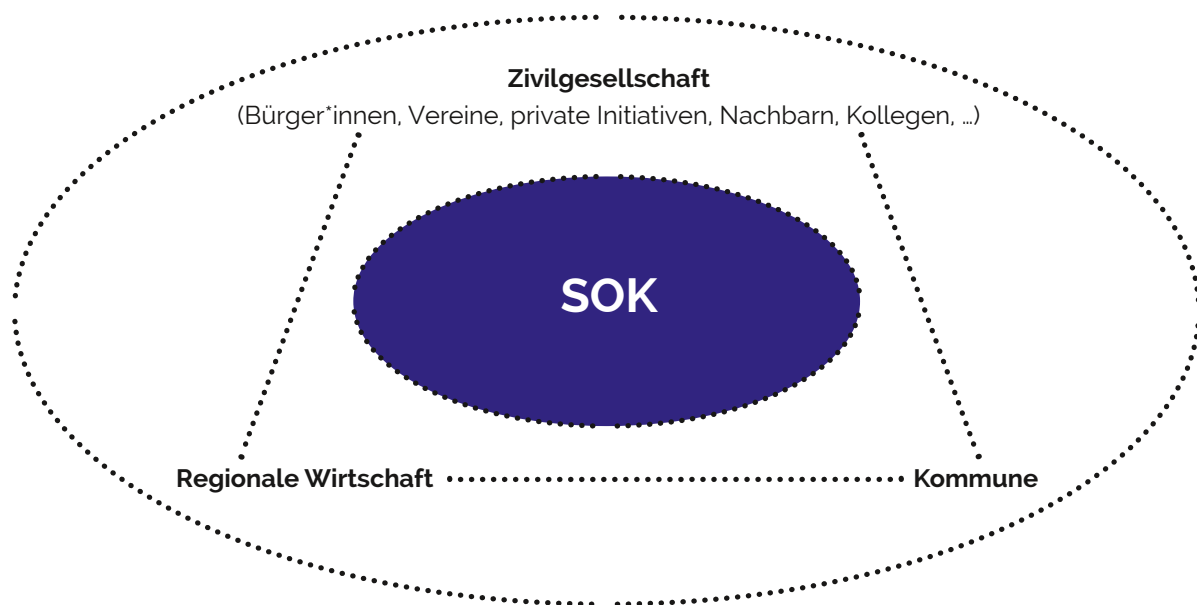 Zivilgesellschaft
(Bürger*innen, Vereine, private Initiativen, Nachbarn, Kollegen, …)
SOK
Regionale Wirtschaft
Kommune